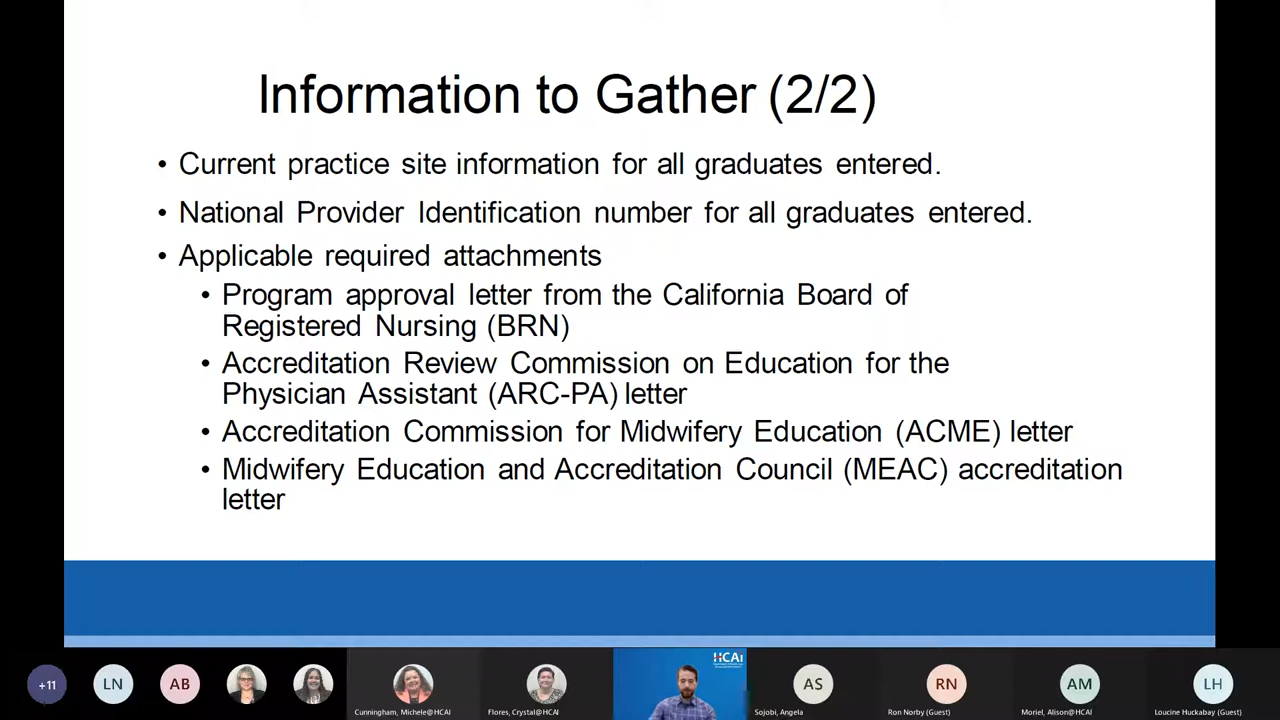 Information to Gather (2/2)
• Current practice site information for all graduates entered.
• National Provider Identification number for all graduates entered.
• Applicable required attachments
• Program approval letter from the California Board of
Registered Nursing (BRN)
• Accreditation Review Commission on Education for the
Physician Assistant (ARC-PA) letter
• Accreditation Commission for Midwifery Education (ACME) letter
• Midwifery Education and Accreditation Council (MEAC) accreditation
letter
+11
LN
AB
Cunningham, Michele@HCAI
Flores, Crystal@HCAI
HCAi
AS
Sojobi, Angela
RN
Ron Norby (Guest)
AM
Moriel, Alison@HCAI
LH
Loucine Huckabay (Guest)